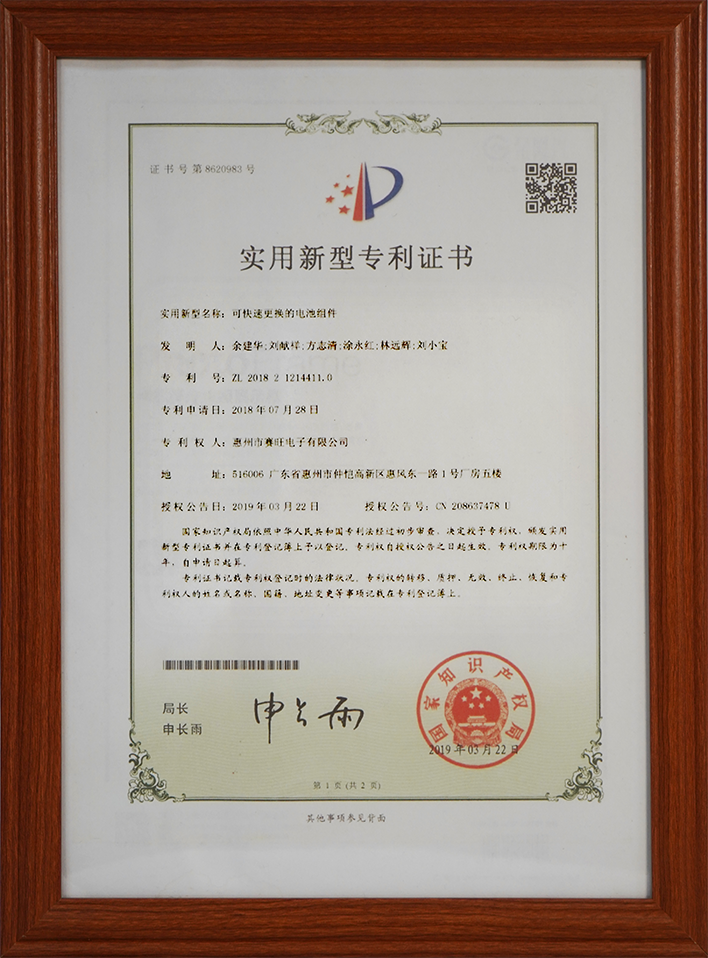 证书号第8620983号
实用新型专利证书
实用新型名称：可快速更换的电池组件
发明人：余建华;刘献样;方志清;涂永红;林远辉;刘小宝
专利号：ZL 2018 2 1214411.0
专利申请日：2018年07月28日
专利权人：惠州市赛旺电子有限公司
地址：516006 广东省惠州市仲恺高新区惠风东一路1号厂房五楼
授权公告日：2019年03月22日 授权公告号：CN 208637478 U
国家知识产权局依照中华人民共和国专利法经过初步审查，决定授予专利权，颁发实用
新型专利证书并在专利登记簿上予以登记。专利权自授权公告之日起生效。专利权期限为十
年，自申请日起算。
专利证书记载专利权登记时的法律状况。专利权的转移、质押、无效、终止、恢复和专
利权人的姓名或名称、国籍、地址变更等事项记载在专利登记簿上。
局长
申长雨
申长雨
国家知识产权局
2019年03月22日
第1页(共2页)
其他事项参见背面